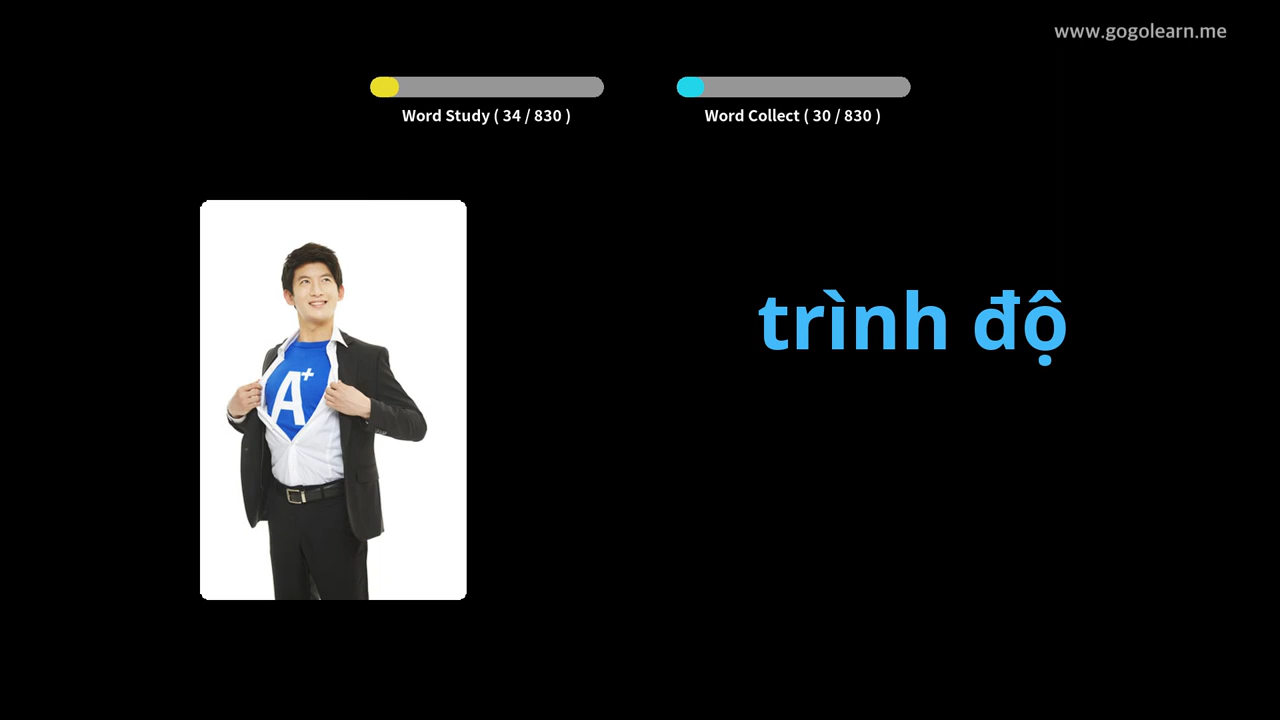 www.gogolearn.me
Word Study ( 34 / 830 )
Word Collect ( 30 / 830 )
A+
trình độ